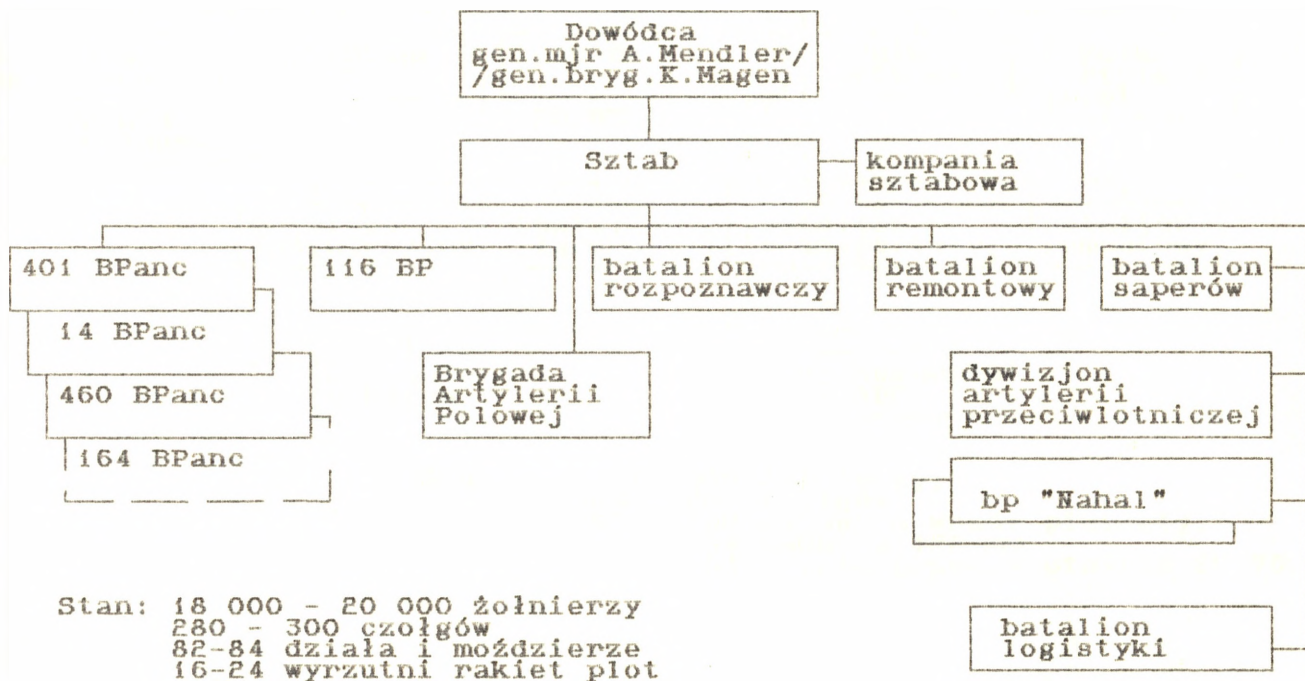 Dowódca
gen.mjr A.Mendler/
/gen.bryg.K.Magen
Sztab
kompania
sztabowa
401 BPanc
14 BPanc
460 BPanc
164 BPanc
116 BP
Brygada
Artylerii
Polowej
batalion
rozpoznawczy
batalion
remontowy
batalion
saperów
dywizjon
artylerii
przeciwlotniczej
bp "Nahal"
batalion
logistyki
Stan: 18 000 - 20 000 żołnierzy
280 - 300 czołgów
82-84 działa i moździerze
16-24 wyrzutni rakiet plot